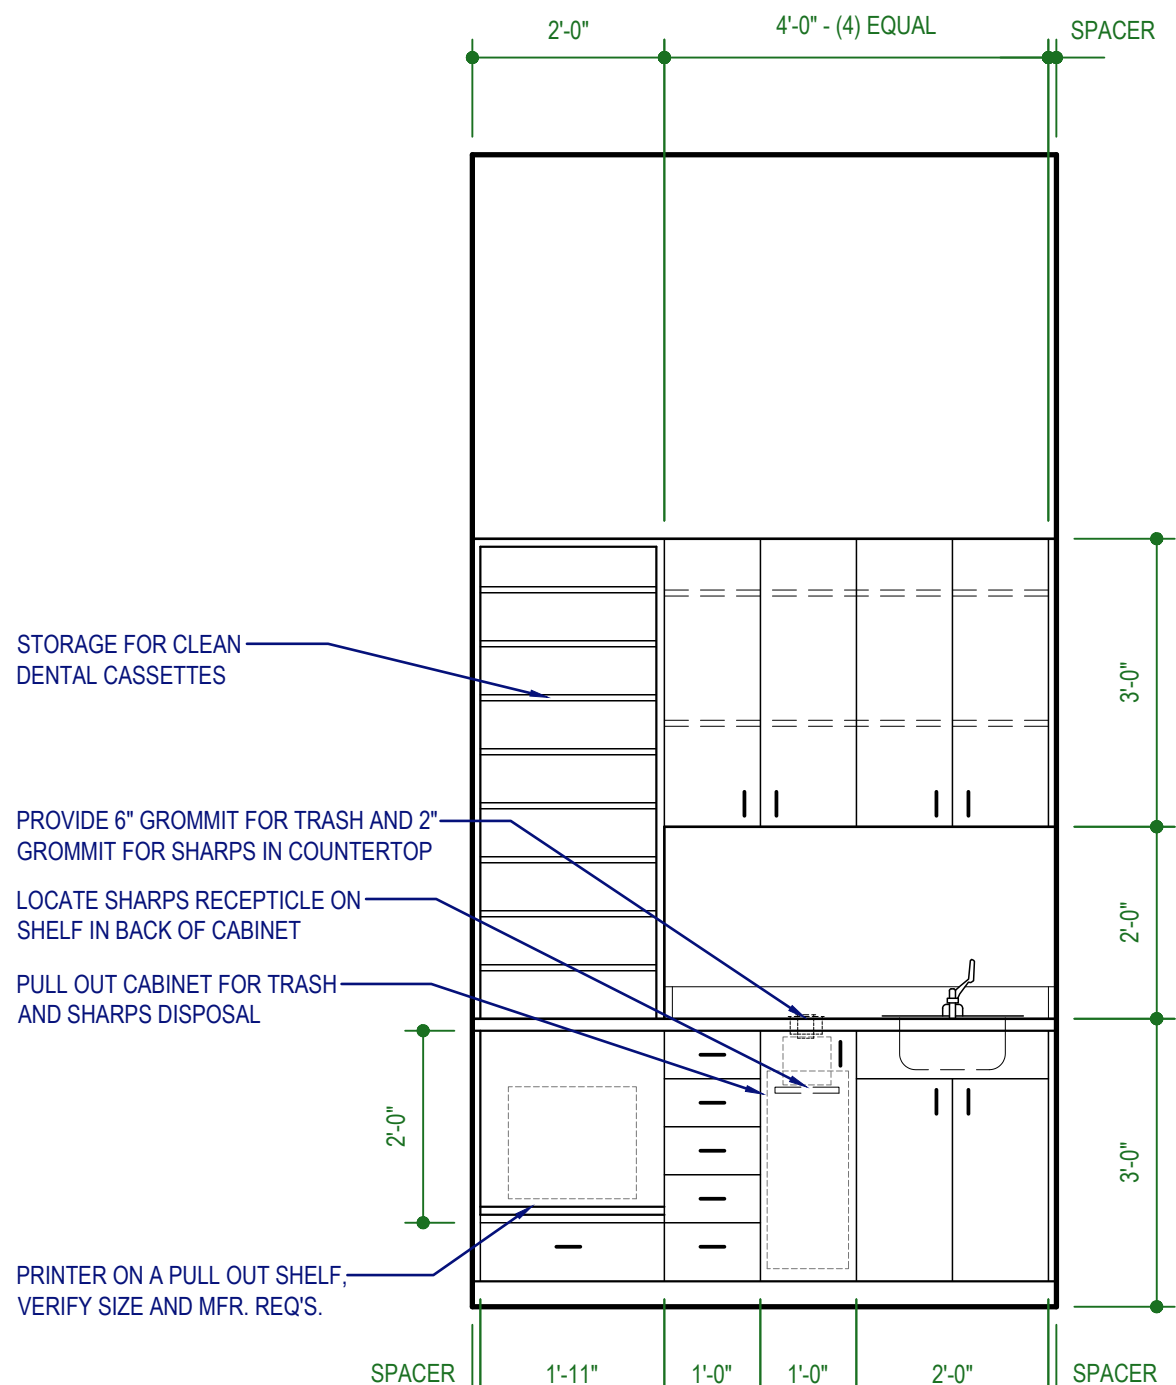 2'-0"
4'-0" - (4) EQUAL
SPACER
STORAGE FOR CLEAN
DENTAL CASSETTES
3'-0"
PROVIDE 6" GROMMIT FOR TRASH AND 2"
GROMMIT FOR SHARPS IN COUNTERTOP
LOCATE SHARPS RECEPTICLE ON
SHELF IN BACK OF CABINET
2'-0"
PULL OUT CABINET FOR TRASH
AND SHARPS DISPOSAL
2'-0"
3'-0"
PRINTER ON A PULL OUT SHELF,
VERIFY SIZE AND MFR. REQ'S.
SPACER
1'-11"
1'-0"
1'-0"
2'-0"
SPACER